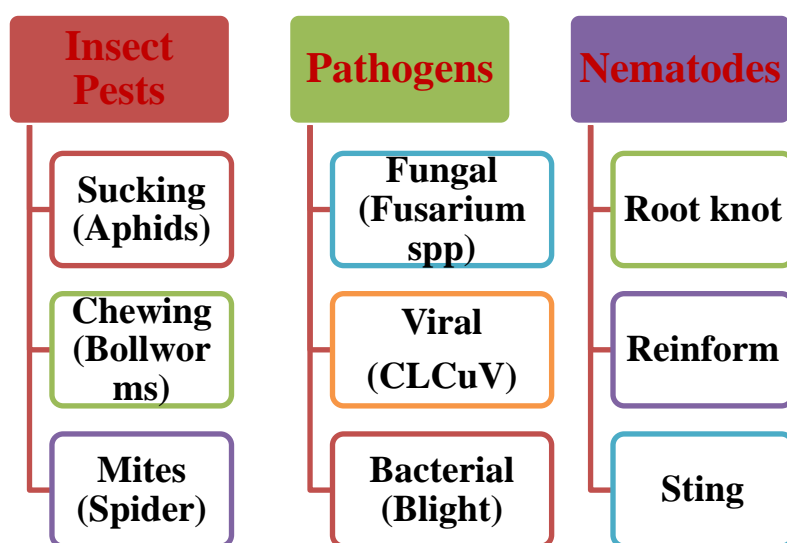 Insect
Pests
Sucking
(Aphids)
Chewing
(Bollwor
ms)
Mites
(Spider)
Pathogens
Fungal
(Fusarium
spp)
Viral
(CLCuV)
Bacterial
(Blight)
Nematodes
Root knot
Reinform
Sting